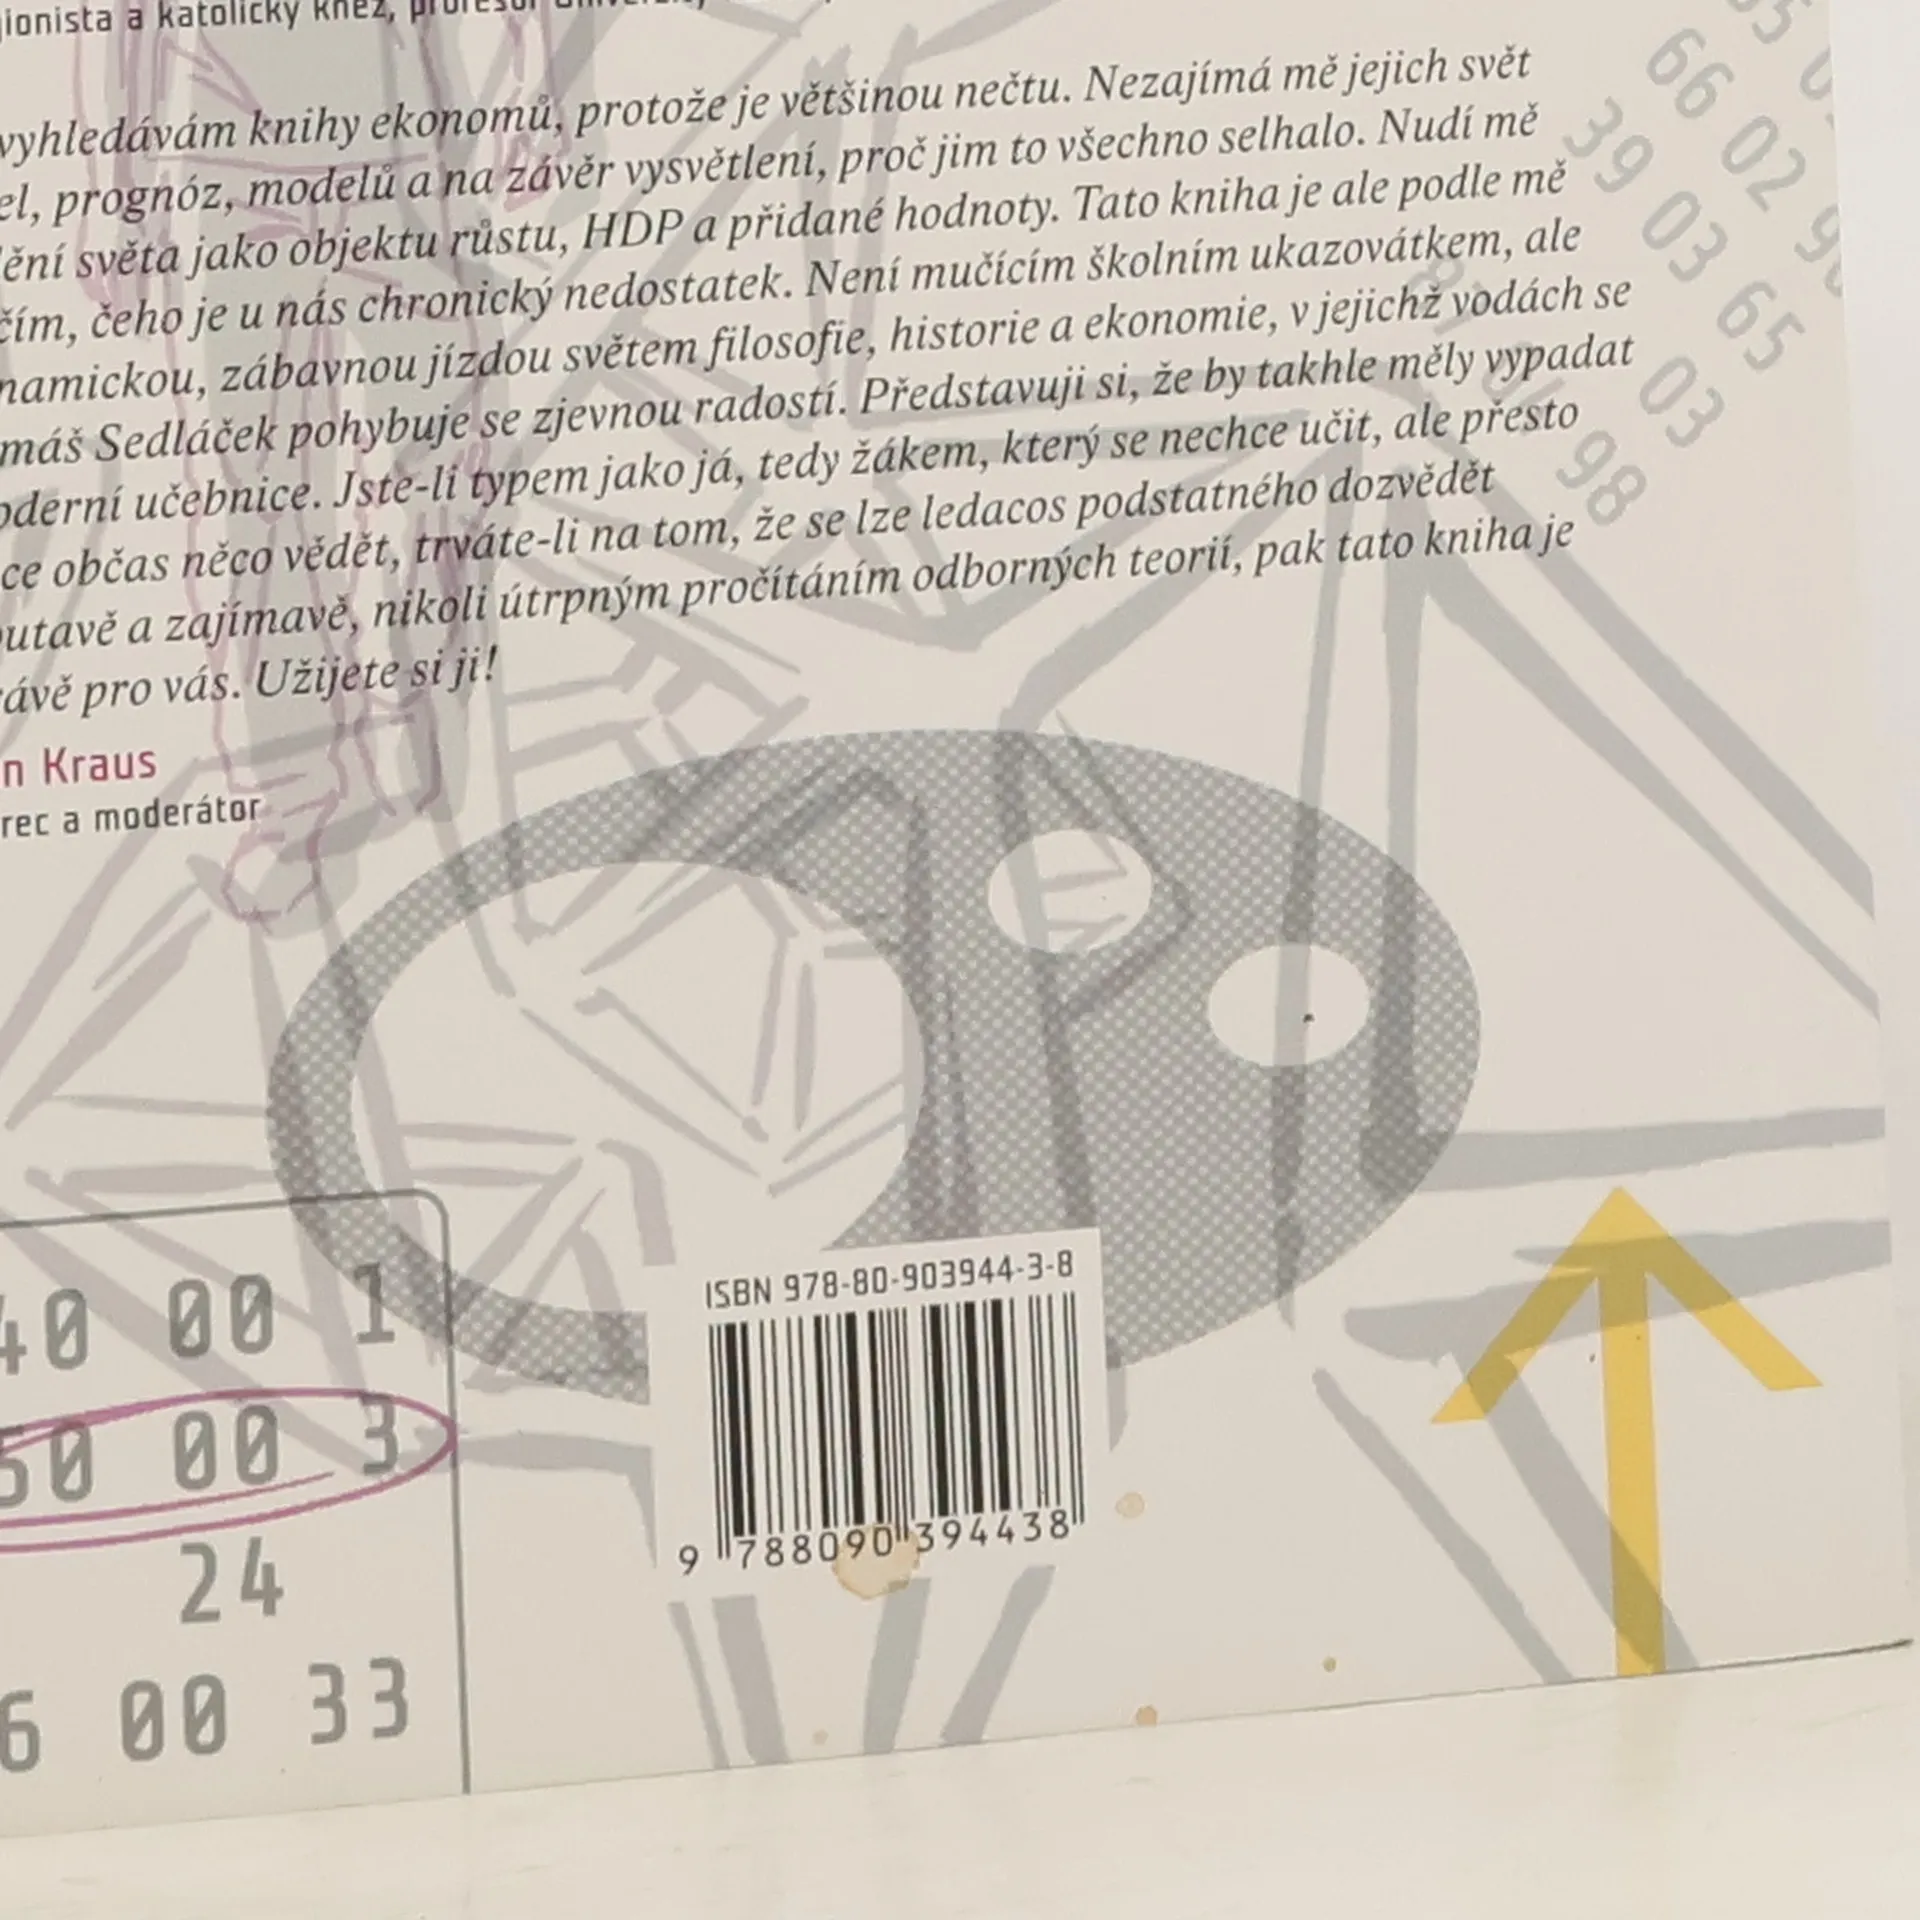 a katolický kněz, profesor
vyhledávám knihy ekonomů, protože je většinou nečtu. Nezajímá mě jejich svět
prognóz, modelů a na závěr vysvětlení, proč jim to všechno selhalo. Nudí mě
světa jako objektu růstu, HDP a přidané hodnoty. Tato kniha je ale podle mě
čím, čeho je u nás chronický nedostatek. Není mučícím školním ukazovátkem, ale
namickou, zábavnou jízdou světem filosofie, historie a ekonomie, v jejichž vodách se
máš Sedláček pohybuje se zjevnou radostí. Představuji si, že by takhle měly vypadat
oderní učebnice. Jste-li typem jako já, tedy žákem, který se nechce učit, ale přesto
ce občas něco vědět, trváte-li na tom, že se lze ledacos podstatného dozvědět
outavě a zajímavě, nikoli útrpným pročítáním odborných teorií, pak tato kniha je
ávě pro vás. Užijete si ji!
n Kraus
rec a moderátor
66 02
39 03 65
87 01 03
98
ISBN 978-80-903944-3-8
9 788090 394438
40 00 1
50 00 3
24
6 00 33